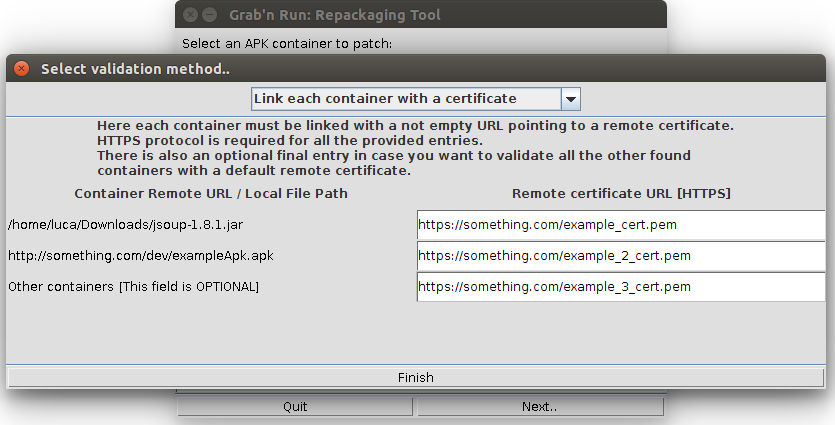 Grab'n Run: Repackaging Tool
Select an APK container to patch:
Select validation method..
Link each container with a certificate
Here each container must be linked with a not empty URL pointing to a remote certificate.
HTTPS protocol is required for all the provided entries.
There is also an optional final entry in case you want to validate all the other found
containers with a default remote certificate.
Container Remote URL / Local File Path Remote certificate URL [HTTPS]
/home/luca/Downloads/jsoup-1.8.1.jar https://something.com/example_cert.pem
http://something.com/dev/exampleApk.apk https://something.com/example_2_cert.pem
Other containers [This field is OPTIONAL] https://something.com/example_3_cert.pem
Finish
Quit Next..